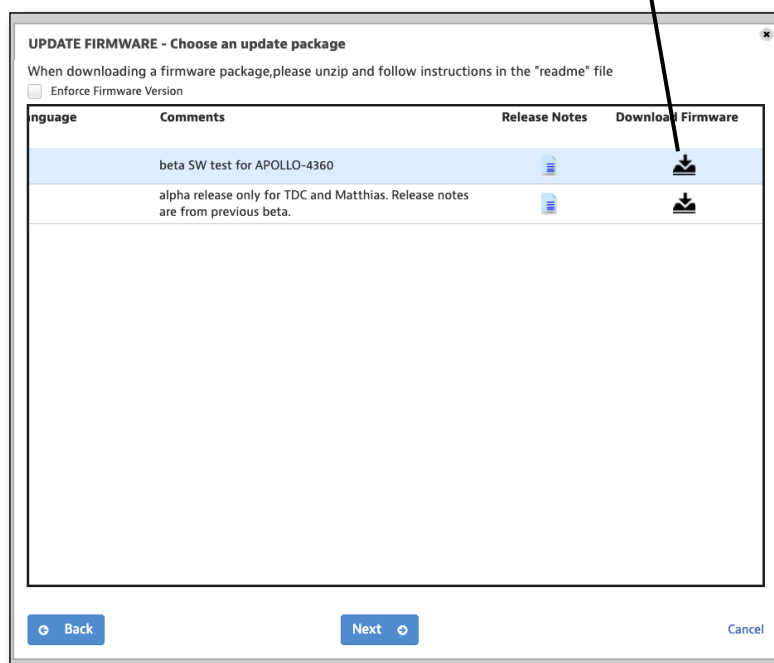 UPDATE FIRMWARE - Choose an update package
When downloading a firmware package,please unzip and follow instructions in the "readme" file
Enforce Firmware Version
nguage Comments Release Notes Download Firmware
beta SW test for APOLLO-4360
alpha release only for TDC and Matthias. Release notes
are from previous beta.
Back Next Cancel